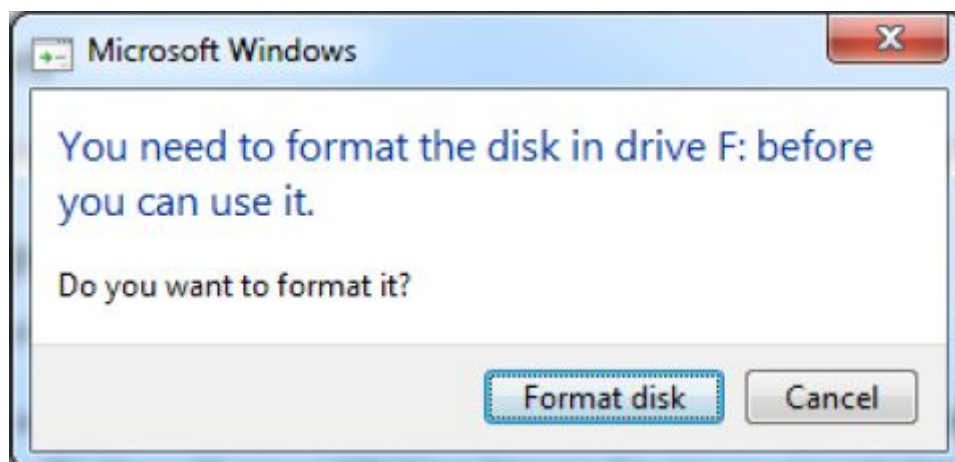 Microsoft Windows
You need to format the disk in drive F: before
you can use it.
Do you want to format it?
Format disk
Cancel